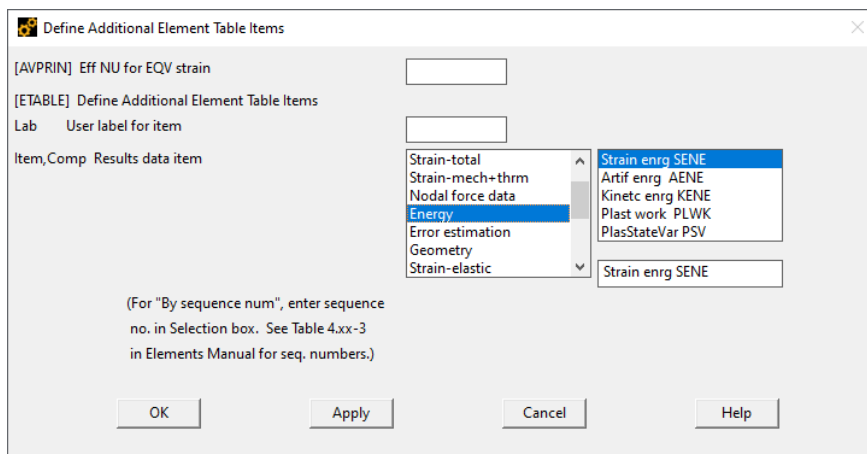 Define Additional Element Table Items
[AVPRIN] Eff NU for EQV strain
[ETABLE] Define Additional Element Table Items
Lab User label for item
Item,Comp Results data item
Strain-total
Strain-mech+thrm
Nodal force data
Energy
Error estimation
Geometry
Strain-elastic
Strain enrg SENE
Artif enrg AENE
Kinetc enrg KENE
Plast work PLWK
PlasStateVar PSV
Strain enrg SENE
(For "By sequence num", enter sequence
no. in Selection box. See Table 4.xx-3
in Elements Manual for seq. numbers.)
OK Apply Cancel Help